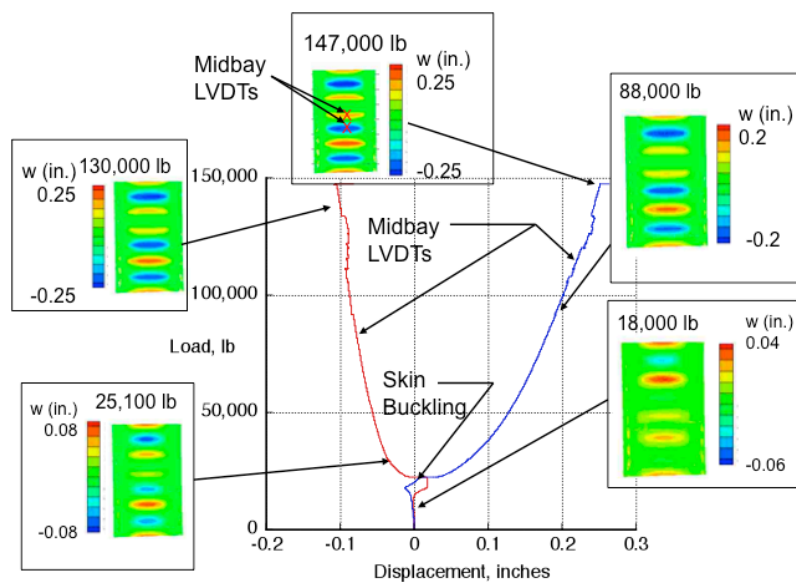 147,000 lb
w (in.)
0.25
-0.25
Midbay
LVDTs
88,000 lb
w (in.)
0.2
-0.2
w (in.) 130,000 lb
0.25
-0.25
150,000
100,000
50,000
0
Load, lb
Midbay
LVDTs
Skin
Buckling
18,000 lb
w (in.)
0.04
-0.06
w (in.) 25,100 lb
0.08
-0.08
-0.2 -0.1 0 0.1 0.2 0.3
Displacement, inches